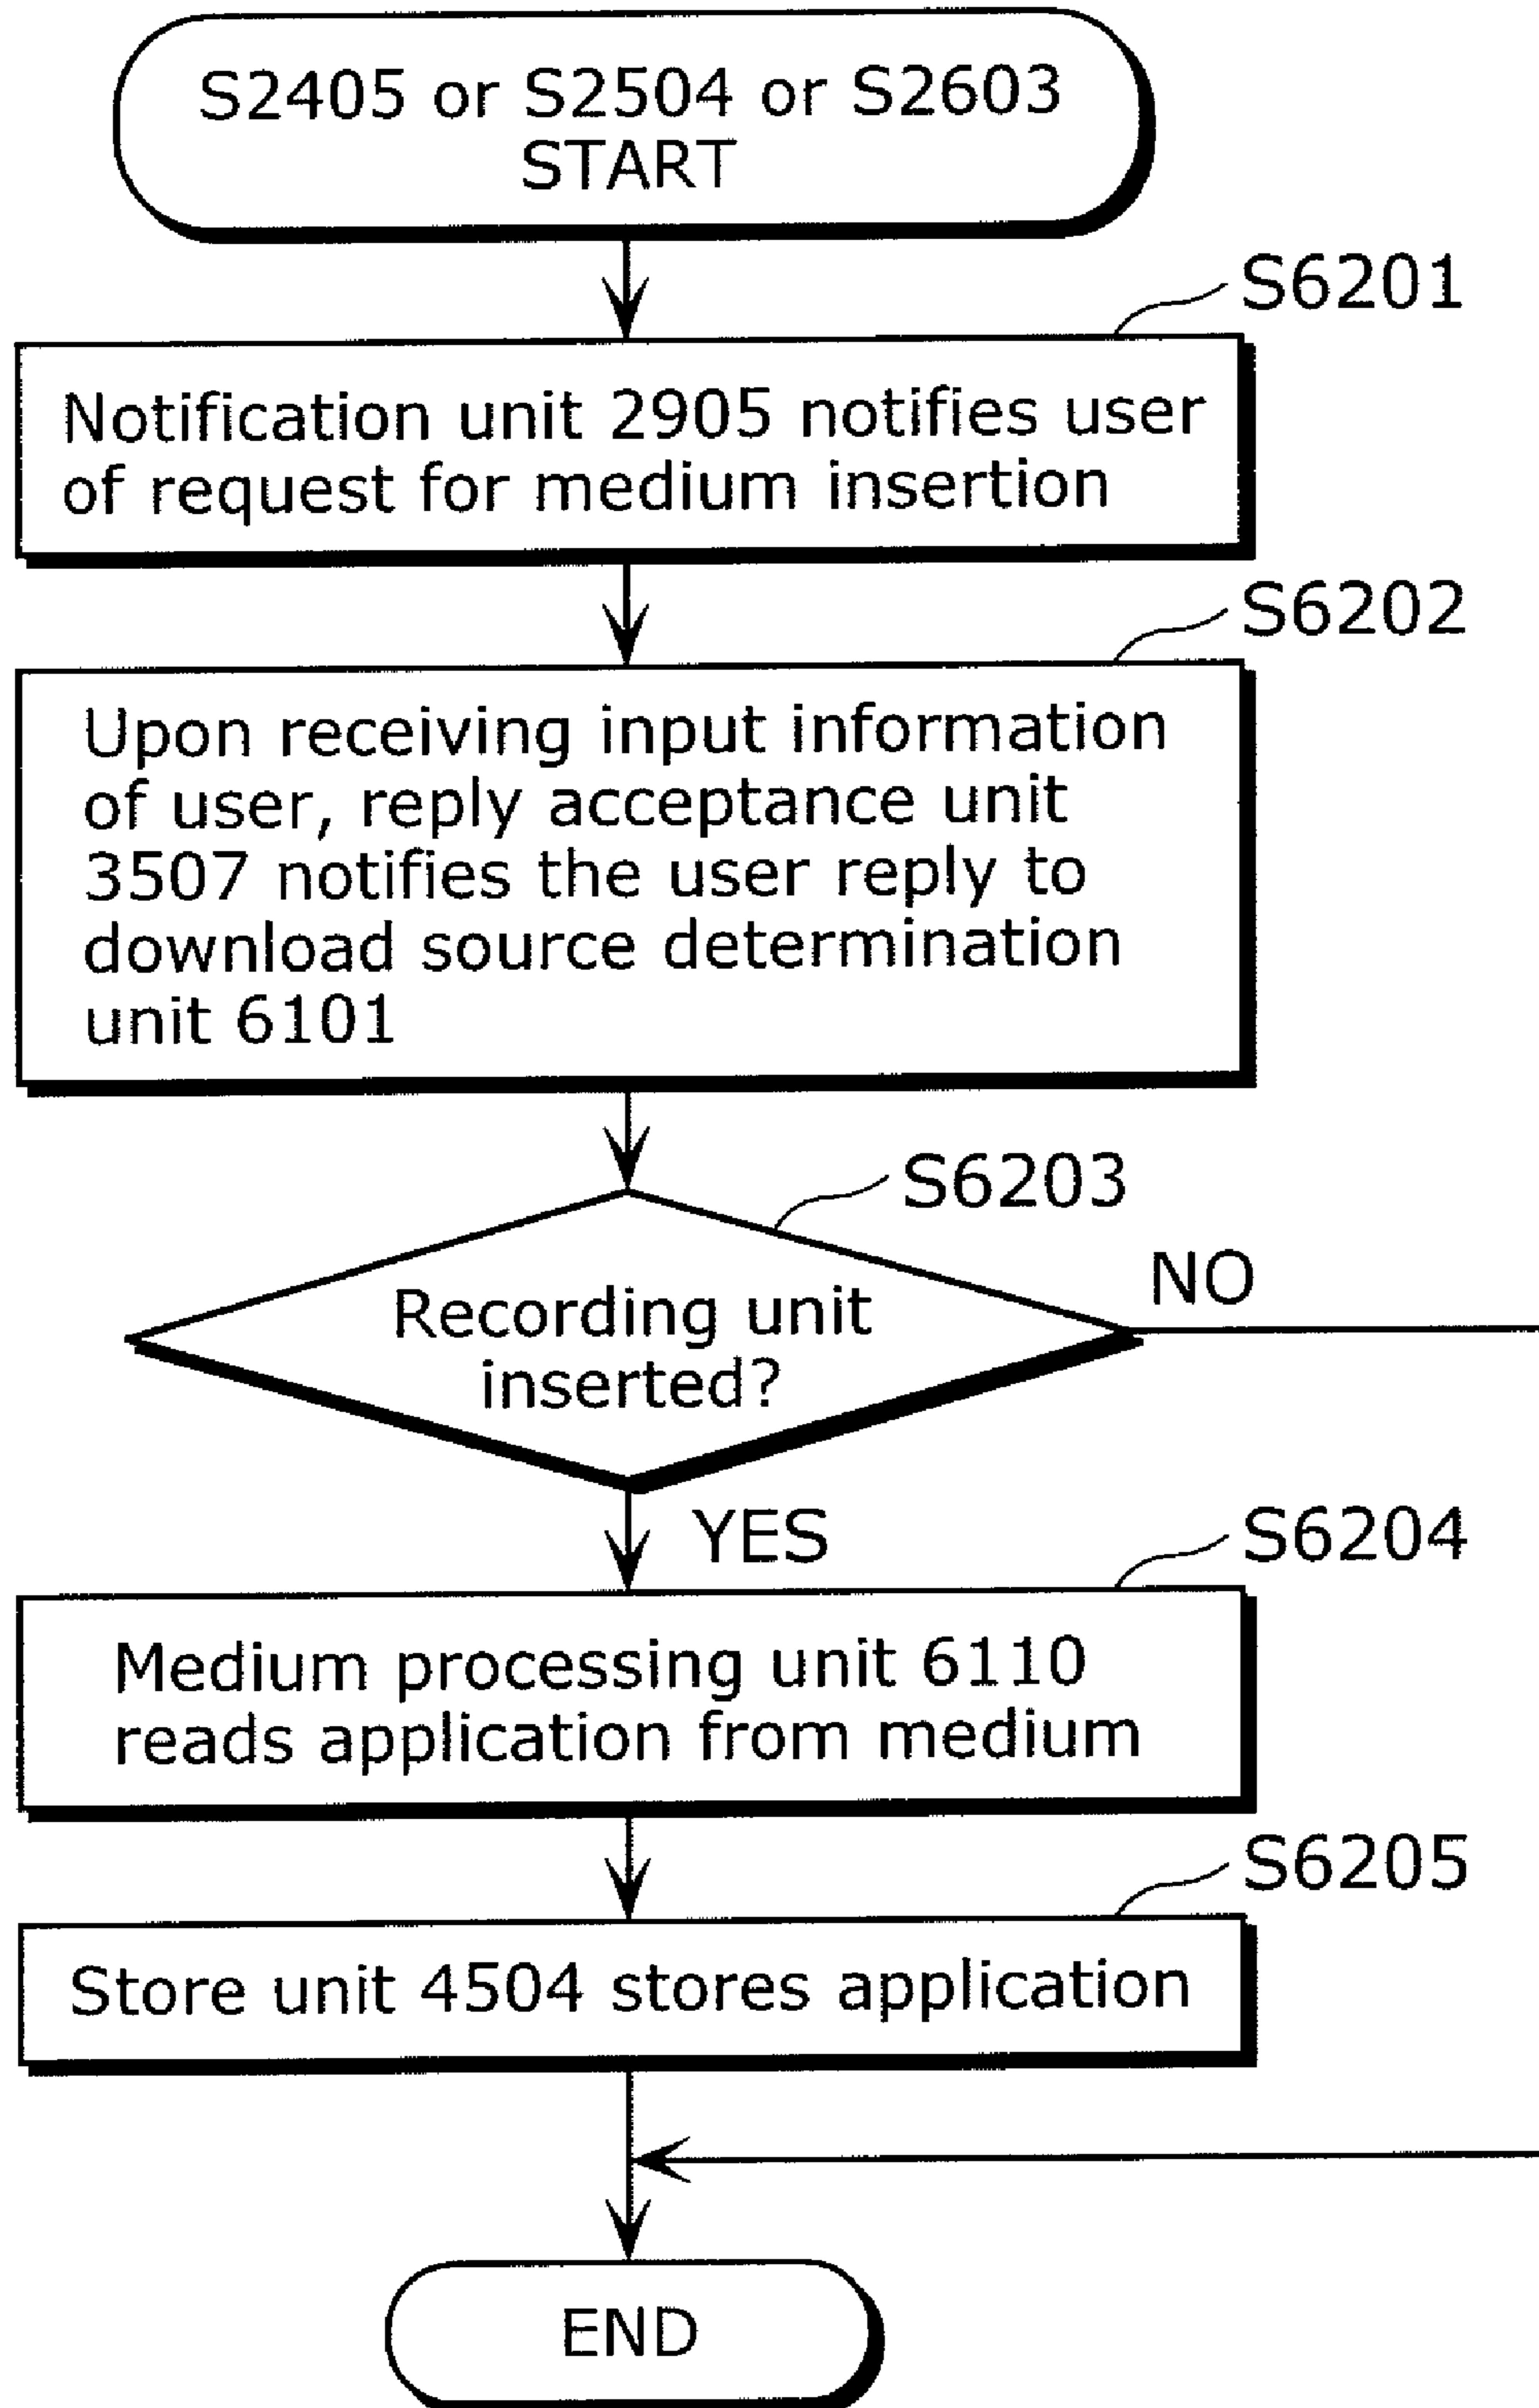 S2405 or S2504 or S2603
START
S6201
Notification unit 2905 notifies user
of request for medium insertion
S6202
Upon receiving input information
of user, reply acceptance unit
3507 notifies the user reply to
download source determination
unit 6101
S6203
Recording unit
inserted?
NO
YES
S6204
Medium processing unit 6110
reads application from medium
S6205
Store unit 4504 stores application
END